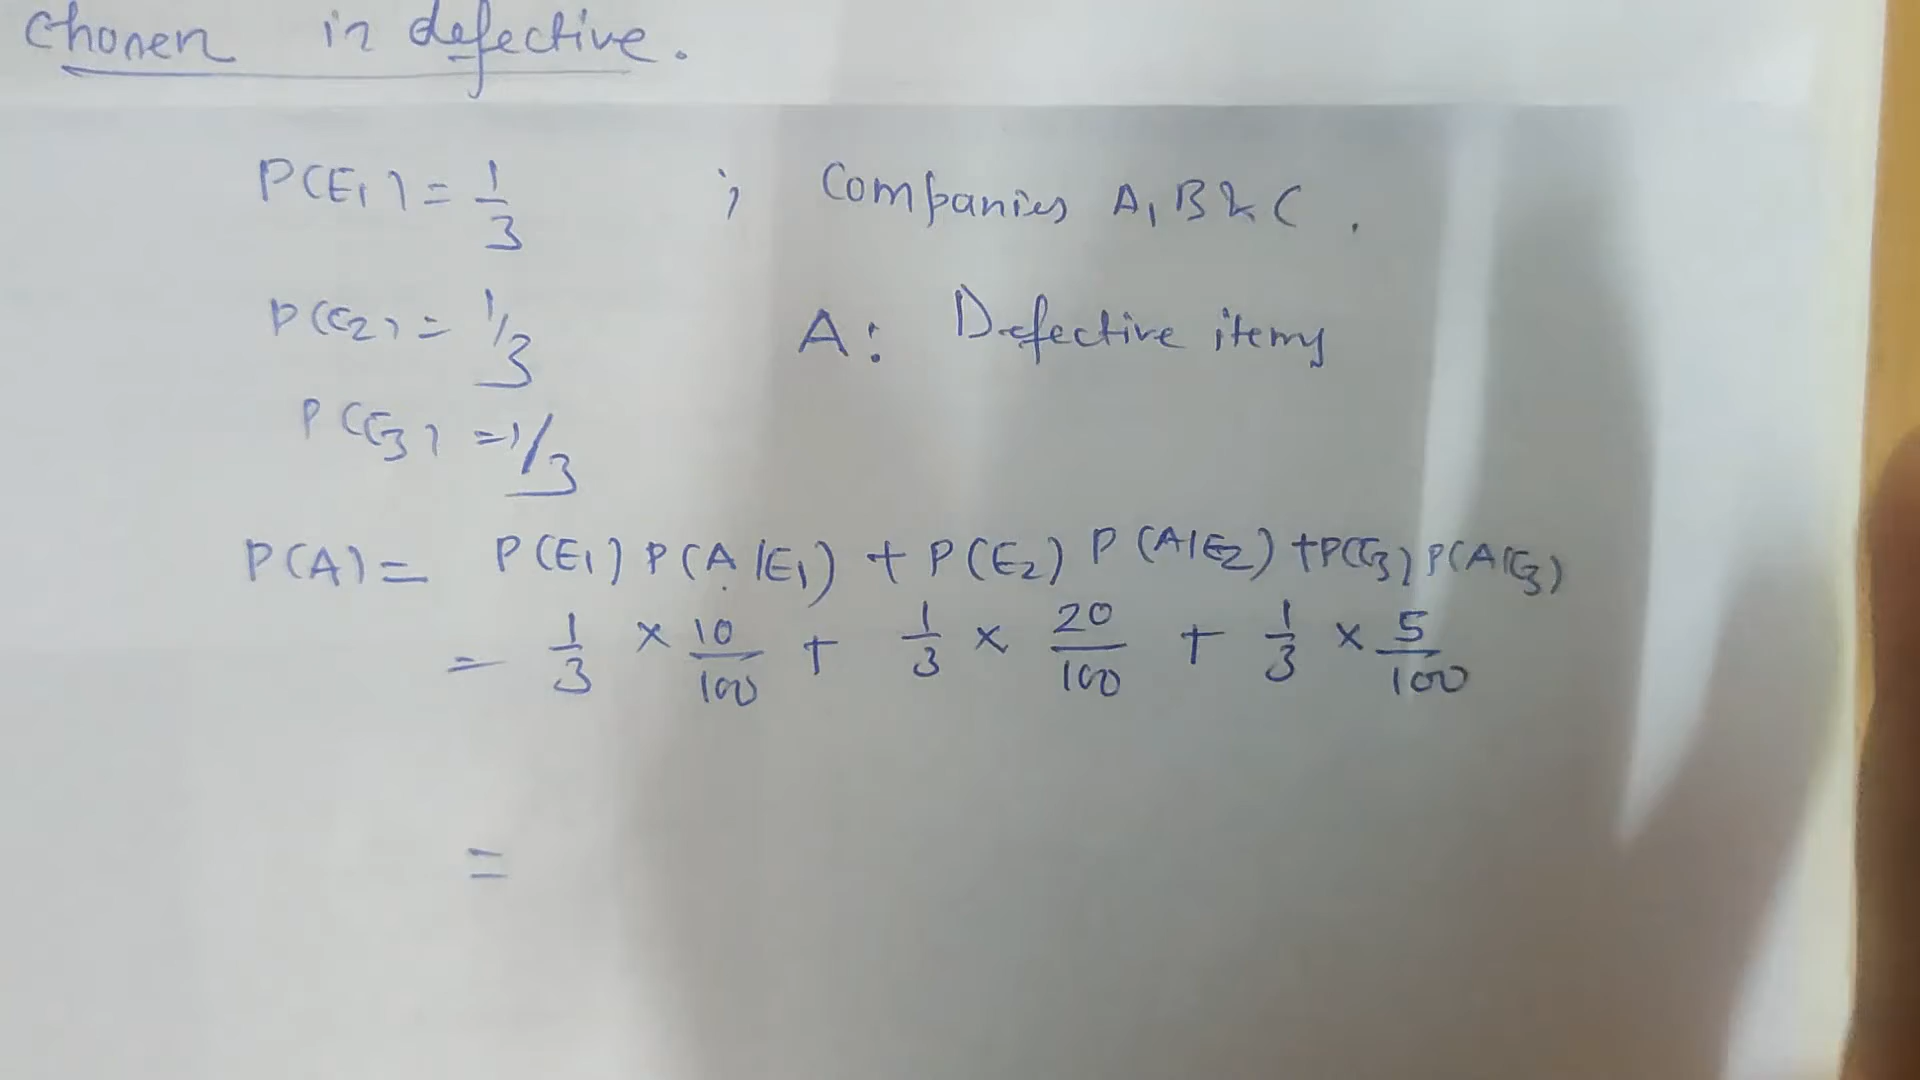 chosen is defective.
P(E1) = 1/3 ; Companies A, B & C.
P(E2) = 1/3 A: Defective items
P(E3) = 1/3
P(A) = P(E1) P(A|E1) + P(E2) P(A|E2) + P(E3) P(A|E3)
= 1/3 × 10/100 + 1/3 × 20/100 + 1/3 × 5/100
=